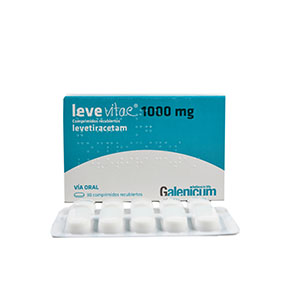 levevitae® 1000 mg
Comprimidos recubiertos
levetiracetam
VÍA ORAL
30 comprimidos recubiertos
Galenicum